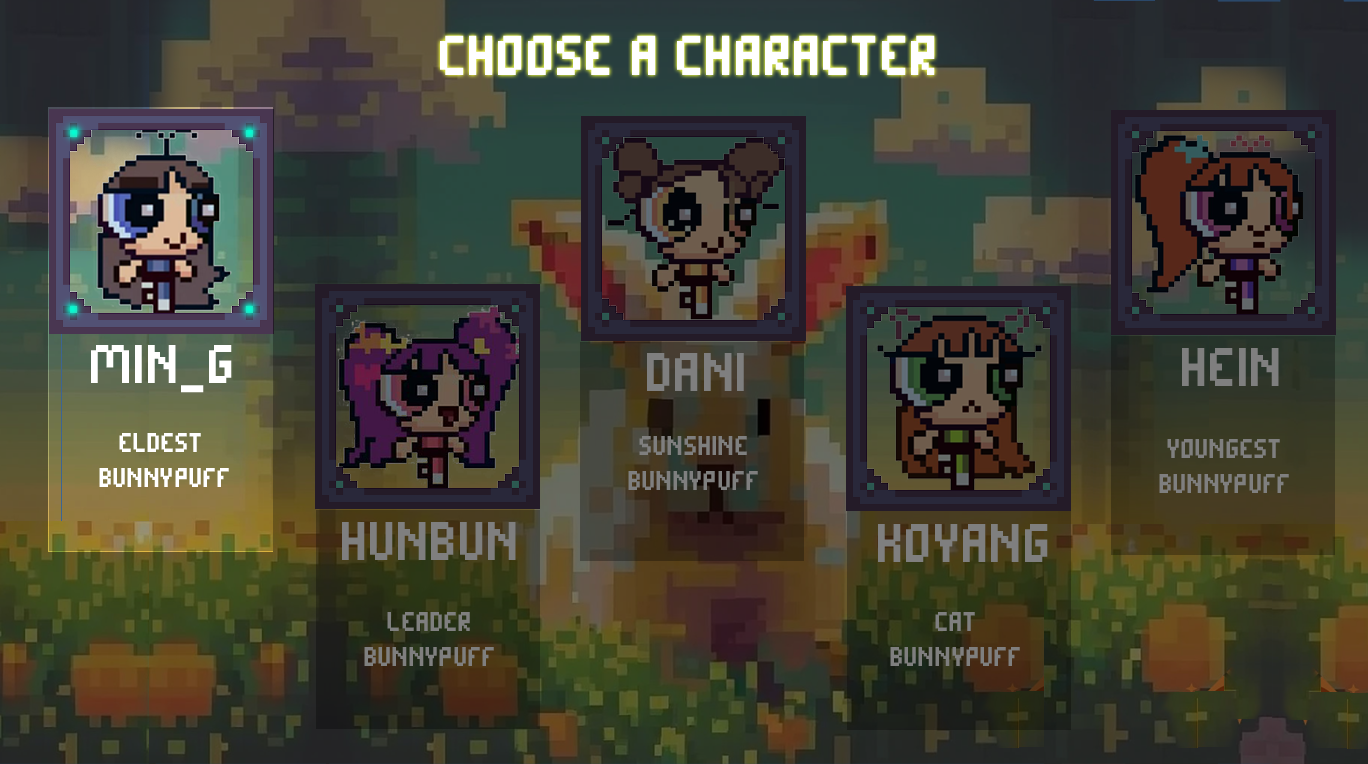 CHOOSE A CHARACTER
MIN_G
ELDEST
BUNNYPUFF
HUNBUN
LEADER
BUNNYPUFF
DANI
SUNSHINE
BUNNYPUFF
KOYANG
CAT
BUNNYPUFF
HEIN
YOUNGEST
BUNNYPUFF